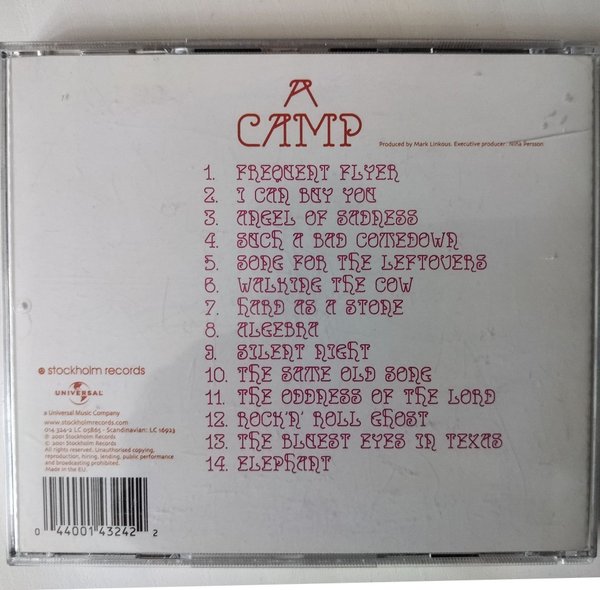 A
CAMP
Produced by Mark Linkous. Executive producer: Nina Persson
1. FREQUENT FLYER
2. I CAN BUY YOU
3. ANGEL OF SADNESS
4. SUCH A BAD COMEDOWN
5. SONG FOR THE LEFTOVERS
6. WALKING THE COW
7. HARD AS A STONE
8. ALGEBRA
9. SILENT NIGHT
10. THE SAME OLD SONG
11. THE ODDNESS OF THE LORD
12. ROCK'N' ROLL GHOST
13. THE BLUEST EYES IN TEXAS
14. ELEPHANT
stockholm records
UNIVERSAL
a Universal Music Company
www.stockholmrecords.com
014 324-2 LC 05865 - Scandinavian: LC 16923
℗ 2001 Stockholm Records
© 2001 Stockholm Records
All rights reserved. Unauthorised copying,
reproduction, hiring, lending, public performance
and broadcasting prohibited.
Made in the EU.
0 44001 43242 2